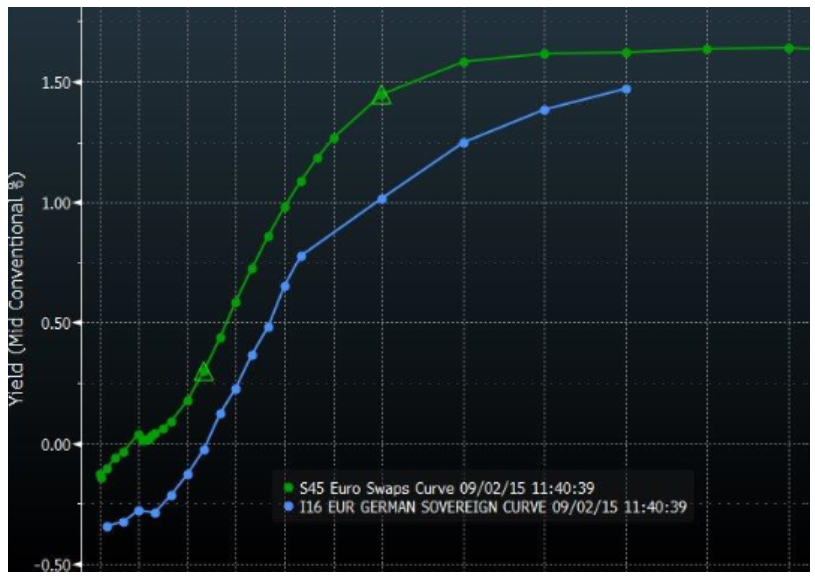 1.50
1.00
0.50
0.00
-0.50
Yield (Mid Conventional %)
S45 Euro Swaps Curve 09/02/15 11:40:39
I16 EUR GERMAN SOVEREIGN CURVE 09/02/15 11:40:39